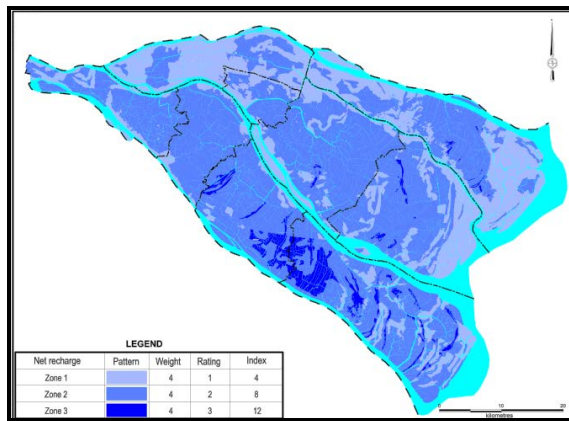 LEGEND
Net recharge Pattern Weight Rating Index
Zone 1 4 1 4
Zone 2 4 2 8
Zone 3 4 3 12
0 10 20
kilometres